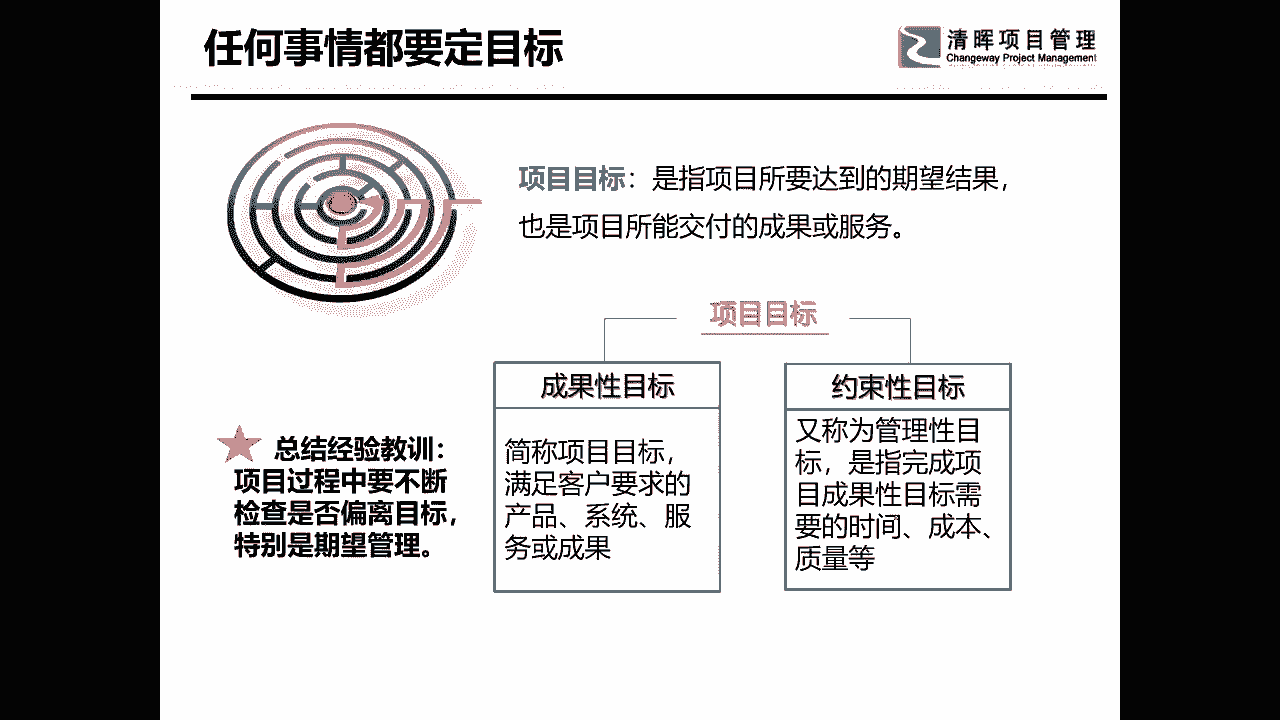 任何事情都要定目标
清晖项目管理
Changeway Project Management
项目目标：是指项目所要达到的期望结果，
也是项目所能交付的成果或服务。
项目目标
成果性目标
简称项目目标，
满足客户要求的
产品、系统、服
务或成果
约束性目标
又称为管理性目
标，是指完成项
目成果性目标需
要的时间、成本、
质量等
总结经验教训：
项目过程中要不断
检查是否偏离目标，
特别是期望管理。